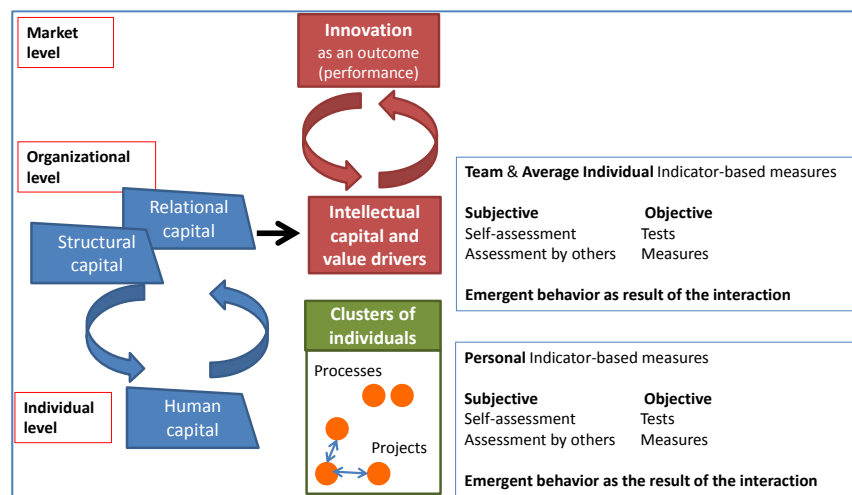 Market
level
Innovation
as an outcome
(performance)
Organizational
level
Relational
capital
Structural
capital
Intellectual
capital and
value drivers
Team & Average Individual Indicator-based measures
Subjective Objective
Self-assessment Tests
Assessment by others Measures
Emergent behavior as result of the interaction
Clusters of
individuals
Processes
Projects
Individual
level
Human
capital
Personal Indicator-based measures
Subjective Objective
Self-assessment Tests
Assessment by others Measures
Emergent behavior as the result of the interaction